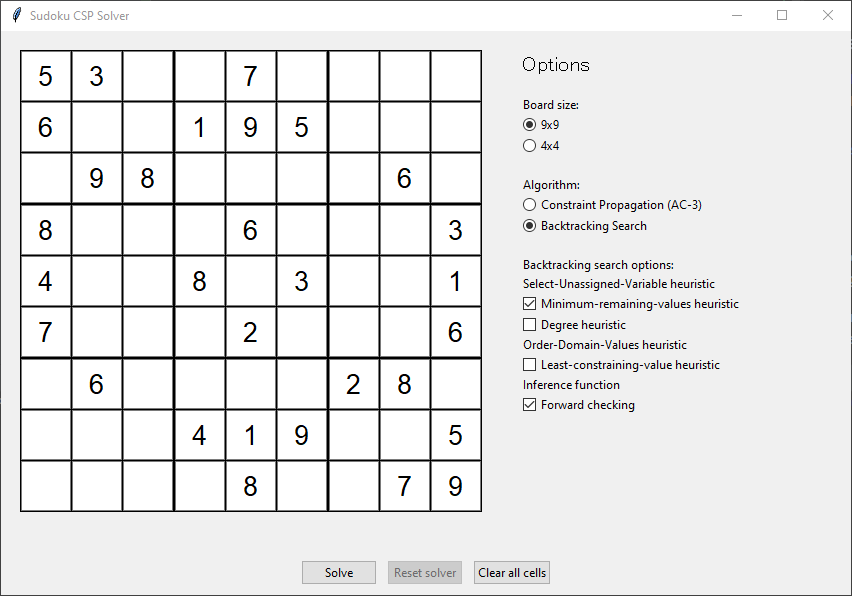 Sudoku CSP Solver
5 3 7
6 1 9 5
9 8 6
8 6 3
4 8 3 1
7 2 6
6 2 8
4 1 9 5
8 7 9
Options
Board size:
9x9
4x4
Algorithm:
Constraint Propagation (AC-3)
Backtracking Search
Backtracking search options:
Select-Unassigned-Variable heuristic
Minimum-remaining-values heuristic
Degree heuristic
Order-Domain-Values heuristic
Least-constraining-value heuristic
Inference function
Forward checking
Solve Reset solver Clear all cells